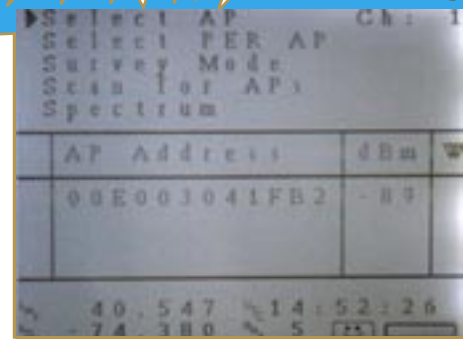 Select AP Ch: 1
Select PER AP
Survey Mode
Scan for APs
Spectrum
AP Address dBm W
00E003041FB2 -89
40.547 14:52:26
-74.380 5